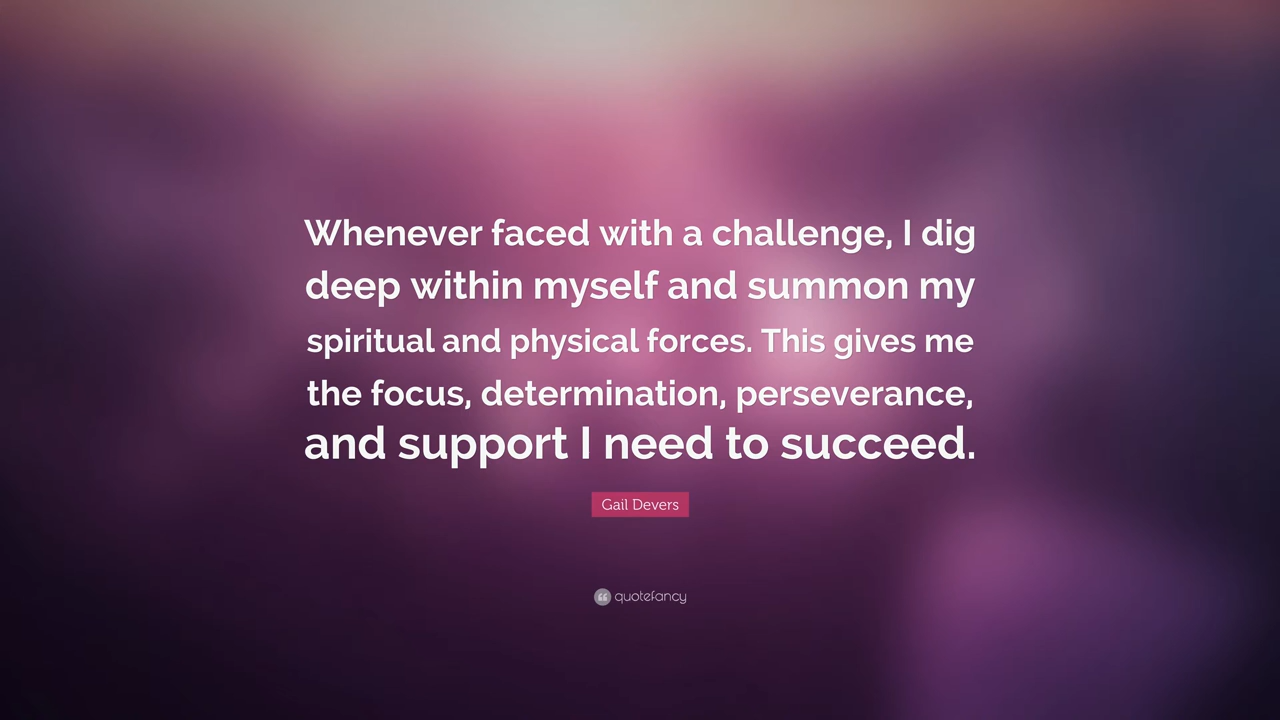 Whenever faced with a challenge, I dig
deep within myself and summon my
spiritual and physical forces. This gives me
the focus, determination, perseverance,
and support I need to succeed.
Gail Devers
quotefancy